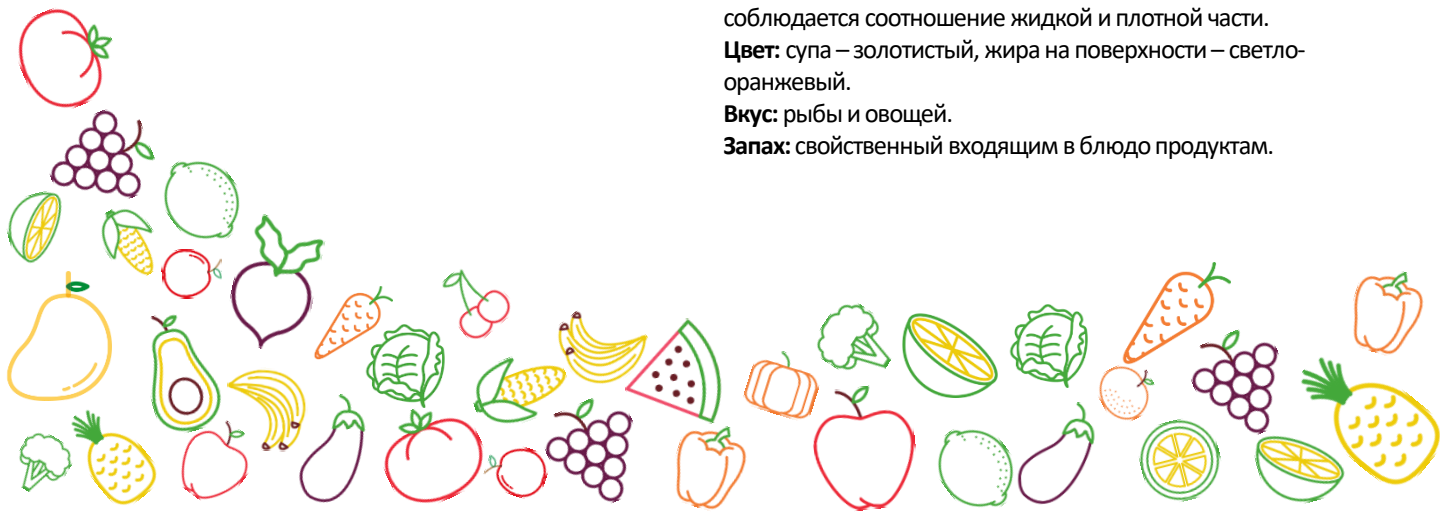 соблюдается соотношение жидкой и плотной части.
Цвет: супа – золотистый, жира на поверхности – светло-
оранжевый.
Вкус: рыбы и овощей.
Запах: свойственный входящим в блюдо продуктам.